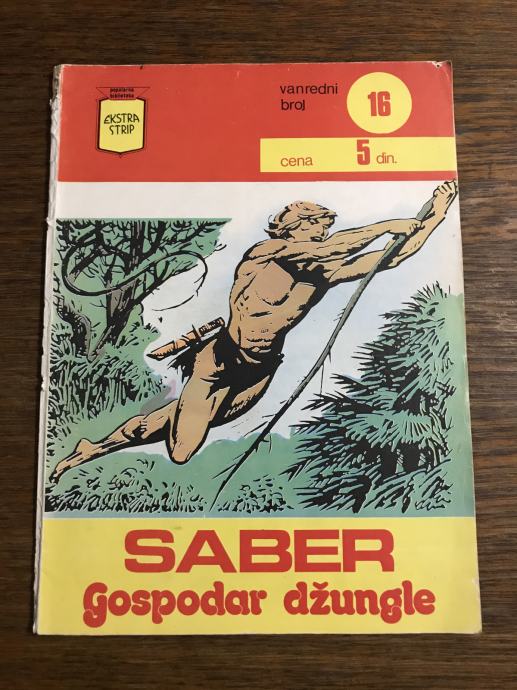 popularna
biblioteka
EKSTRA
STRIP
vanredni
broj
16
cena 5 din.
SABER
Gospodar džungle